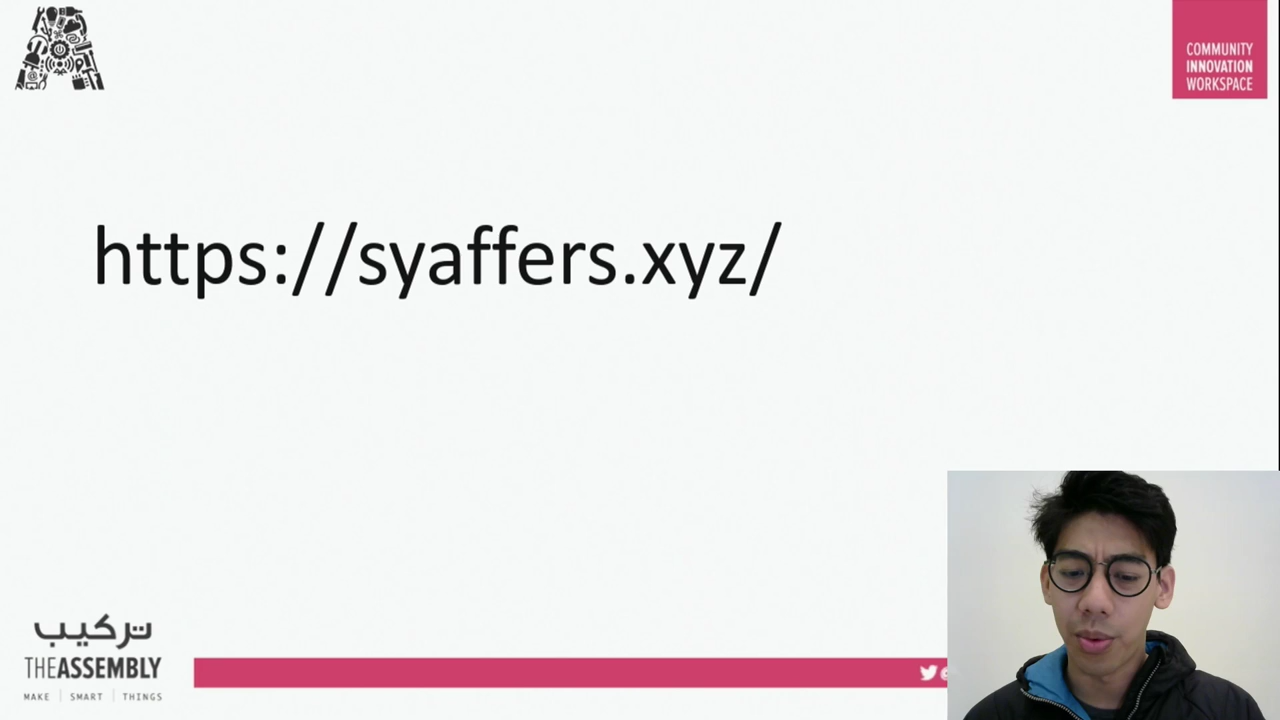 COMMUNITY
INNOVATION
WORKSPACE
https://syaffers.xyz/
تركيب
THEASSEMBLY
MAKE | SMART | THINGS